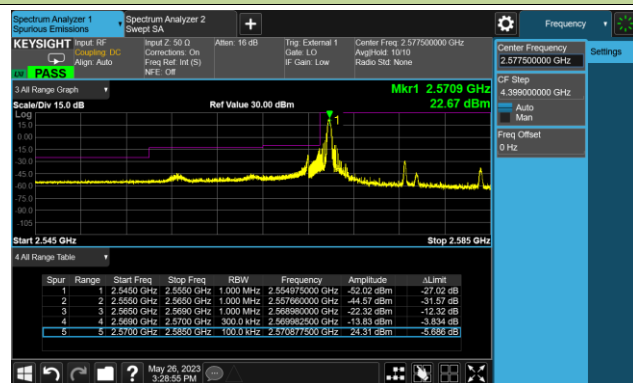 Spectrum Analyzer 1
Spurious Emissions
Spectrum Analyzer 2
Swept SA
Frequency
KEYSIGHT
Input: RF
Coupling: DC
Align: Auto
Input Z: 50 Ω
Corrections: On
Freq Ref: Int (S)
NFE: Off
Atten: 16 dB
Trig: External 1
Gate: LO
IF Gain: Low
Center Freq: 2.577500000 GHz
Avg|Hold: 10/10
Radio Std: None
PASS
Center Frequency
2.577500000 GHz
Settings
CF Step
4.399000000 GHz
Auto
Man
Freq Offset
0 Hz
3 All Range Graph
Mkr1 2.5709 GHz
Scale/Div 15.0 dB
Ref Value 30.00 dBm
22.67 dBm
Log
15.0
0.00
-15.0
-30.0
-45.0
-60.0
-75.0
-90.0
-105
1
Start 2.545 GHz
Stop 2.585 GHz
4 All Range Table
Spur Range Start Freq Stop Freq RBW Frequency Amplitude ΔLimit
1 1 2.5450 GHz 2.5550 GHz 1.000 MHz 2.554975000 GHz -52.02 dBm -27.02 dB
2 2 2.5550 GHz 2.5650 GHz 1.000 MHz 2.557660000 GHz -44.57 dBm -31.57 dB
3 3 2.5650 GHz 2.5690 GHz 1.000 MHz 2.568980000 GHz -22.32 dBm -12.32 dB
4 4 2.5690 GHz 2.5700 GHz 300.0 kHz 2.569982500 GHz -13.83 dBm -3.834 dB
5 5 2.5700 GHz 2.5850 GHz 100.0 kHz 2.570877500 GHz 24.31 dBm -5.686 dB
May 26, 2023
3:28:55 PM